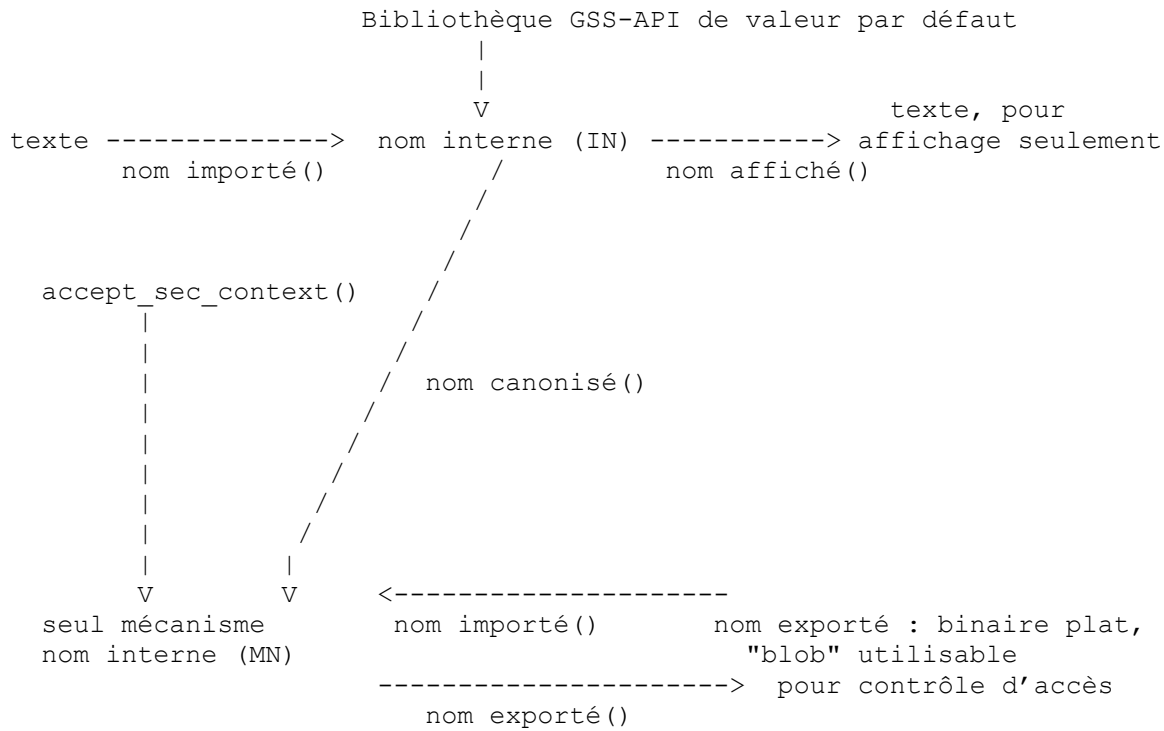 Bibliothèque GSS-API de valeur par défaut
|
|
V texte, pour
texte --------------> nom interne (IN) -----------> affichage seulement
nom importé() / nom affiché()
/
/
/
accept_sec_context() /
| /
| /
| / nom canonisé()
| /
| /
| /
| /
| /
| |
V V <----------------------
seul mécanisme nom importé() nom exporté : binaire plat,
nom interne (MN) "blob" utilisable
----------------------> pour contrôle d’accès
nom exporté()